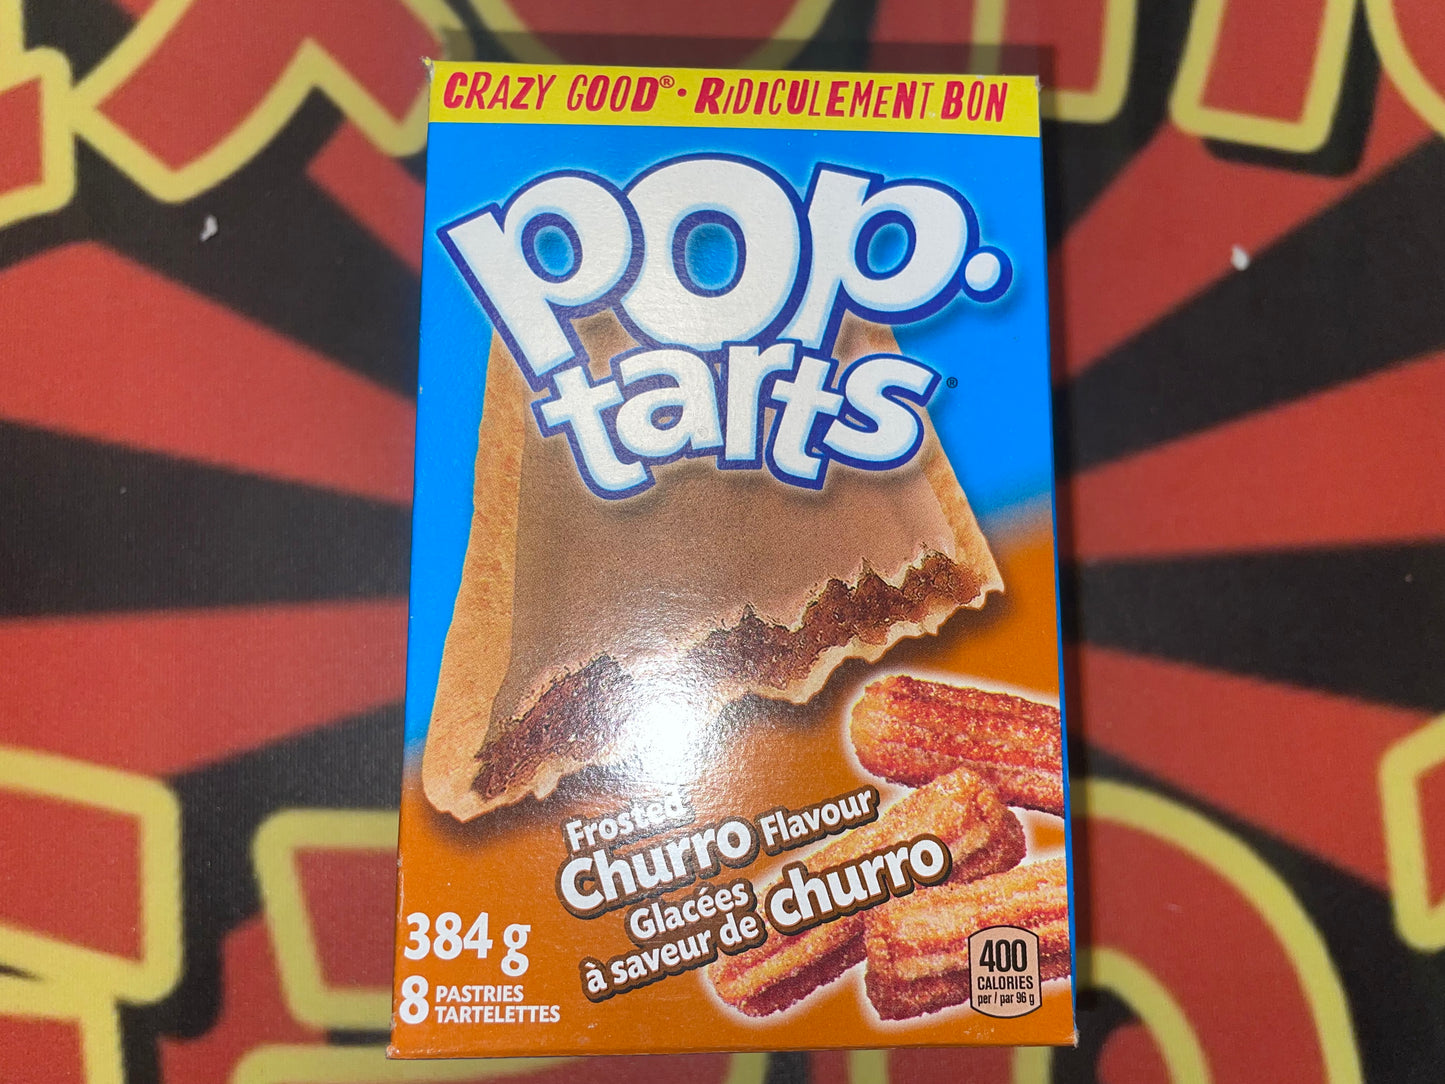 CRAZY GOOD® • RIDICULEMENT BON
pop.
tarts®
Frosted
Churro Flavour
Glacées
à saveur de churro
384 g
8 PASTRIES
TARTELETTES
400
CALORIES
per / par 96 g